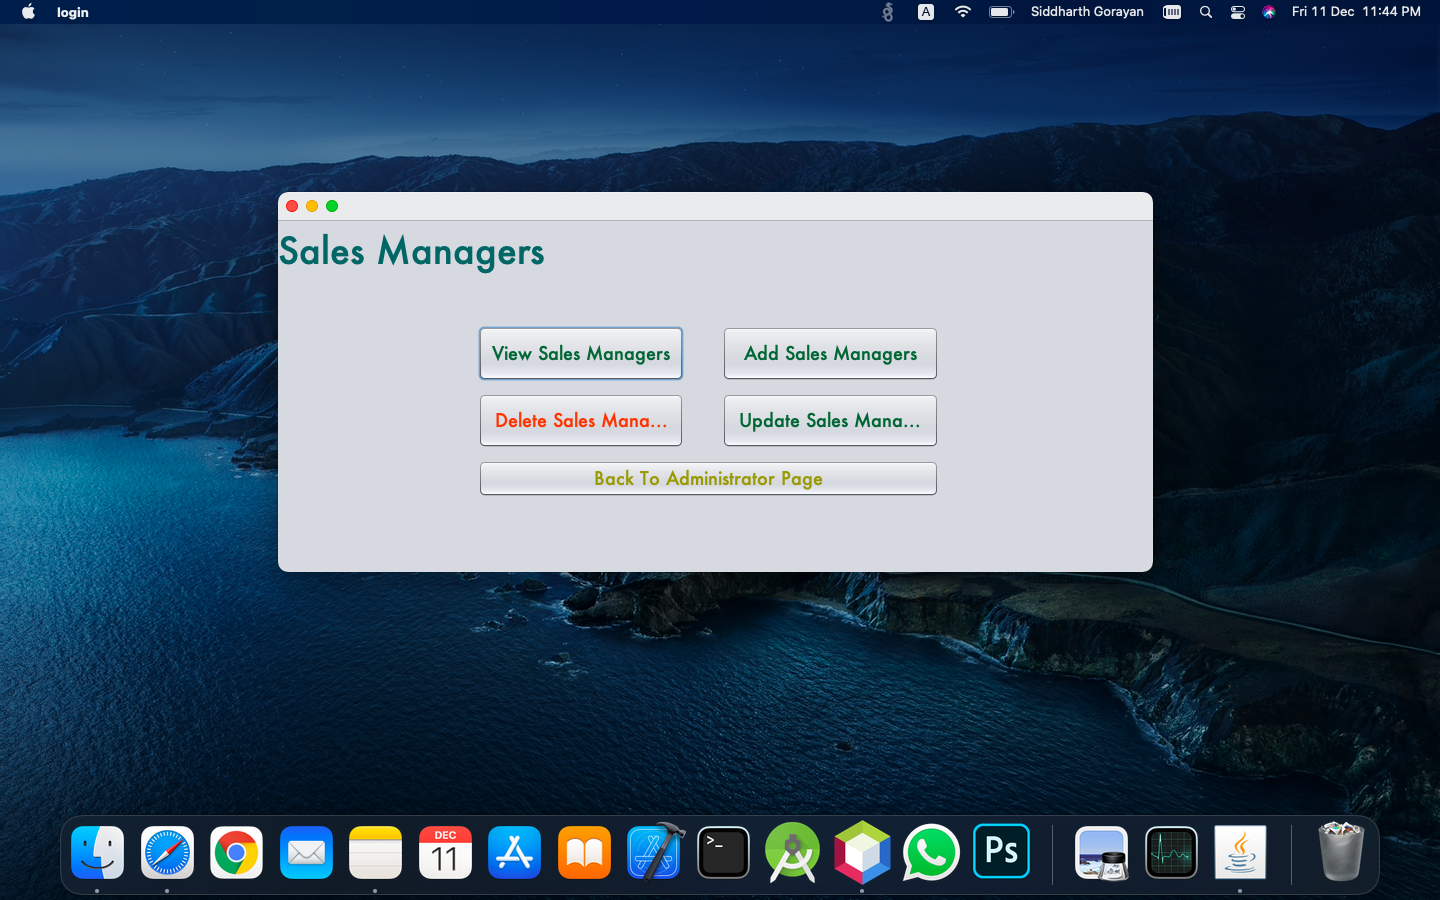 login
A
Siddharth Gorayan
Fri 11 Dec 11:44 PM
Sales Managers
View Sales Managers
Add Sales Managers
Delete Sales Mana...
Update Sales Mana...
Back To Administrator Page
DEC
11
>_
Ps